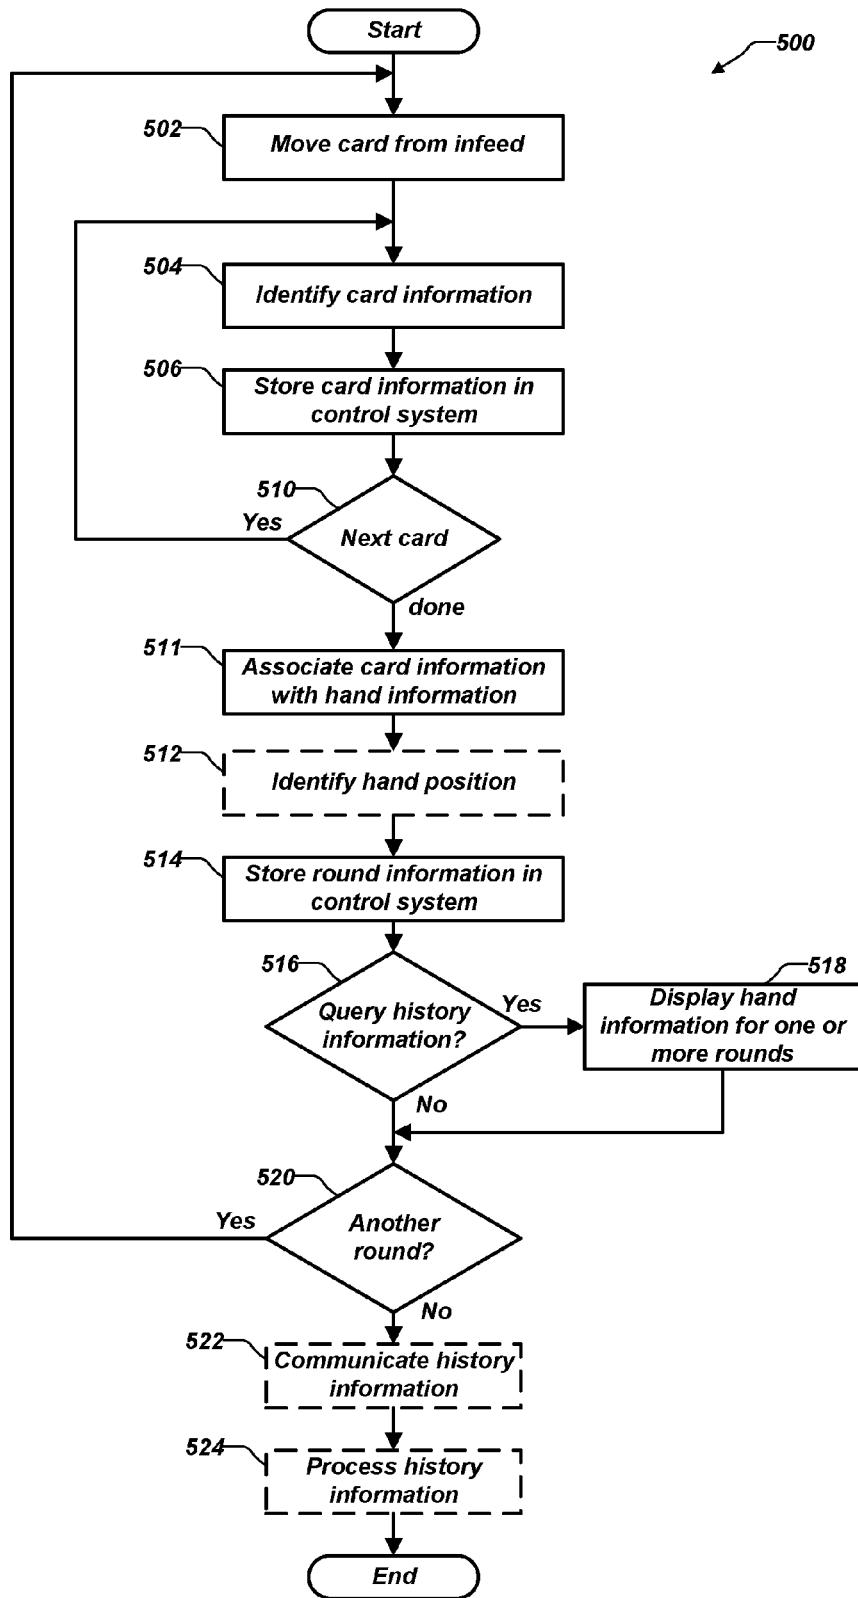 Start
500
502
Move card from infeed
504
Identify card information
506
Store card information in
control system
510
Yes
Next card
done
511
Associate card information
with hand information
512
Identify hand position
514
Store round information in
control system
516
Query history
information?
Yes
518
Display hand
information for one or
more rounds
No
520
Yes
Another
round?
No
522
Communicate history
information
524
Process history
information
End